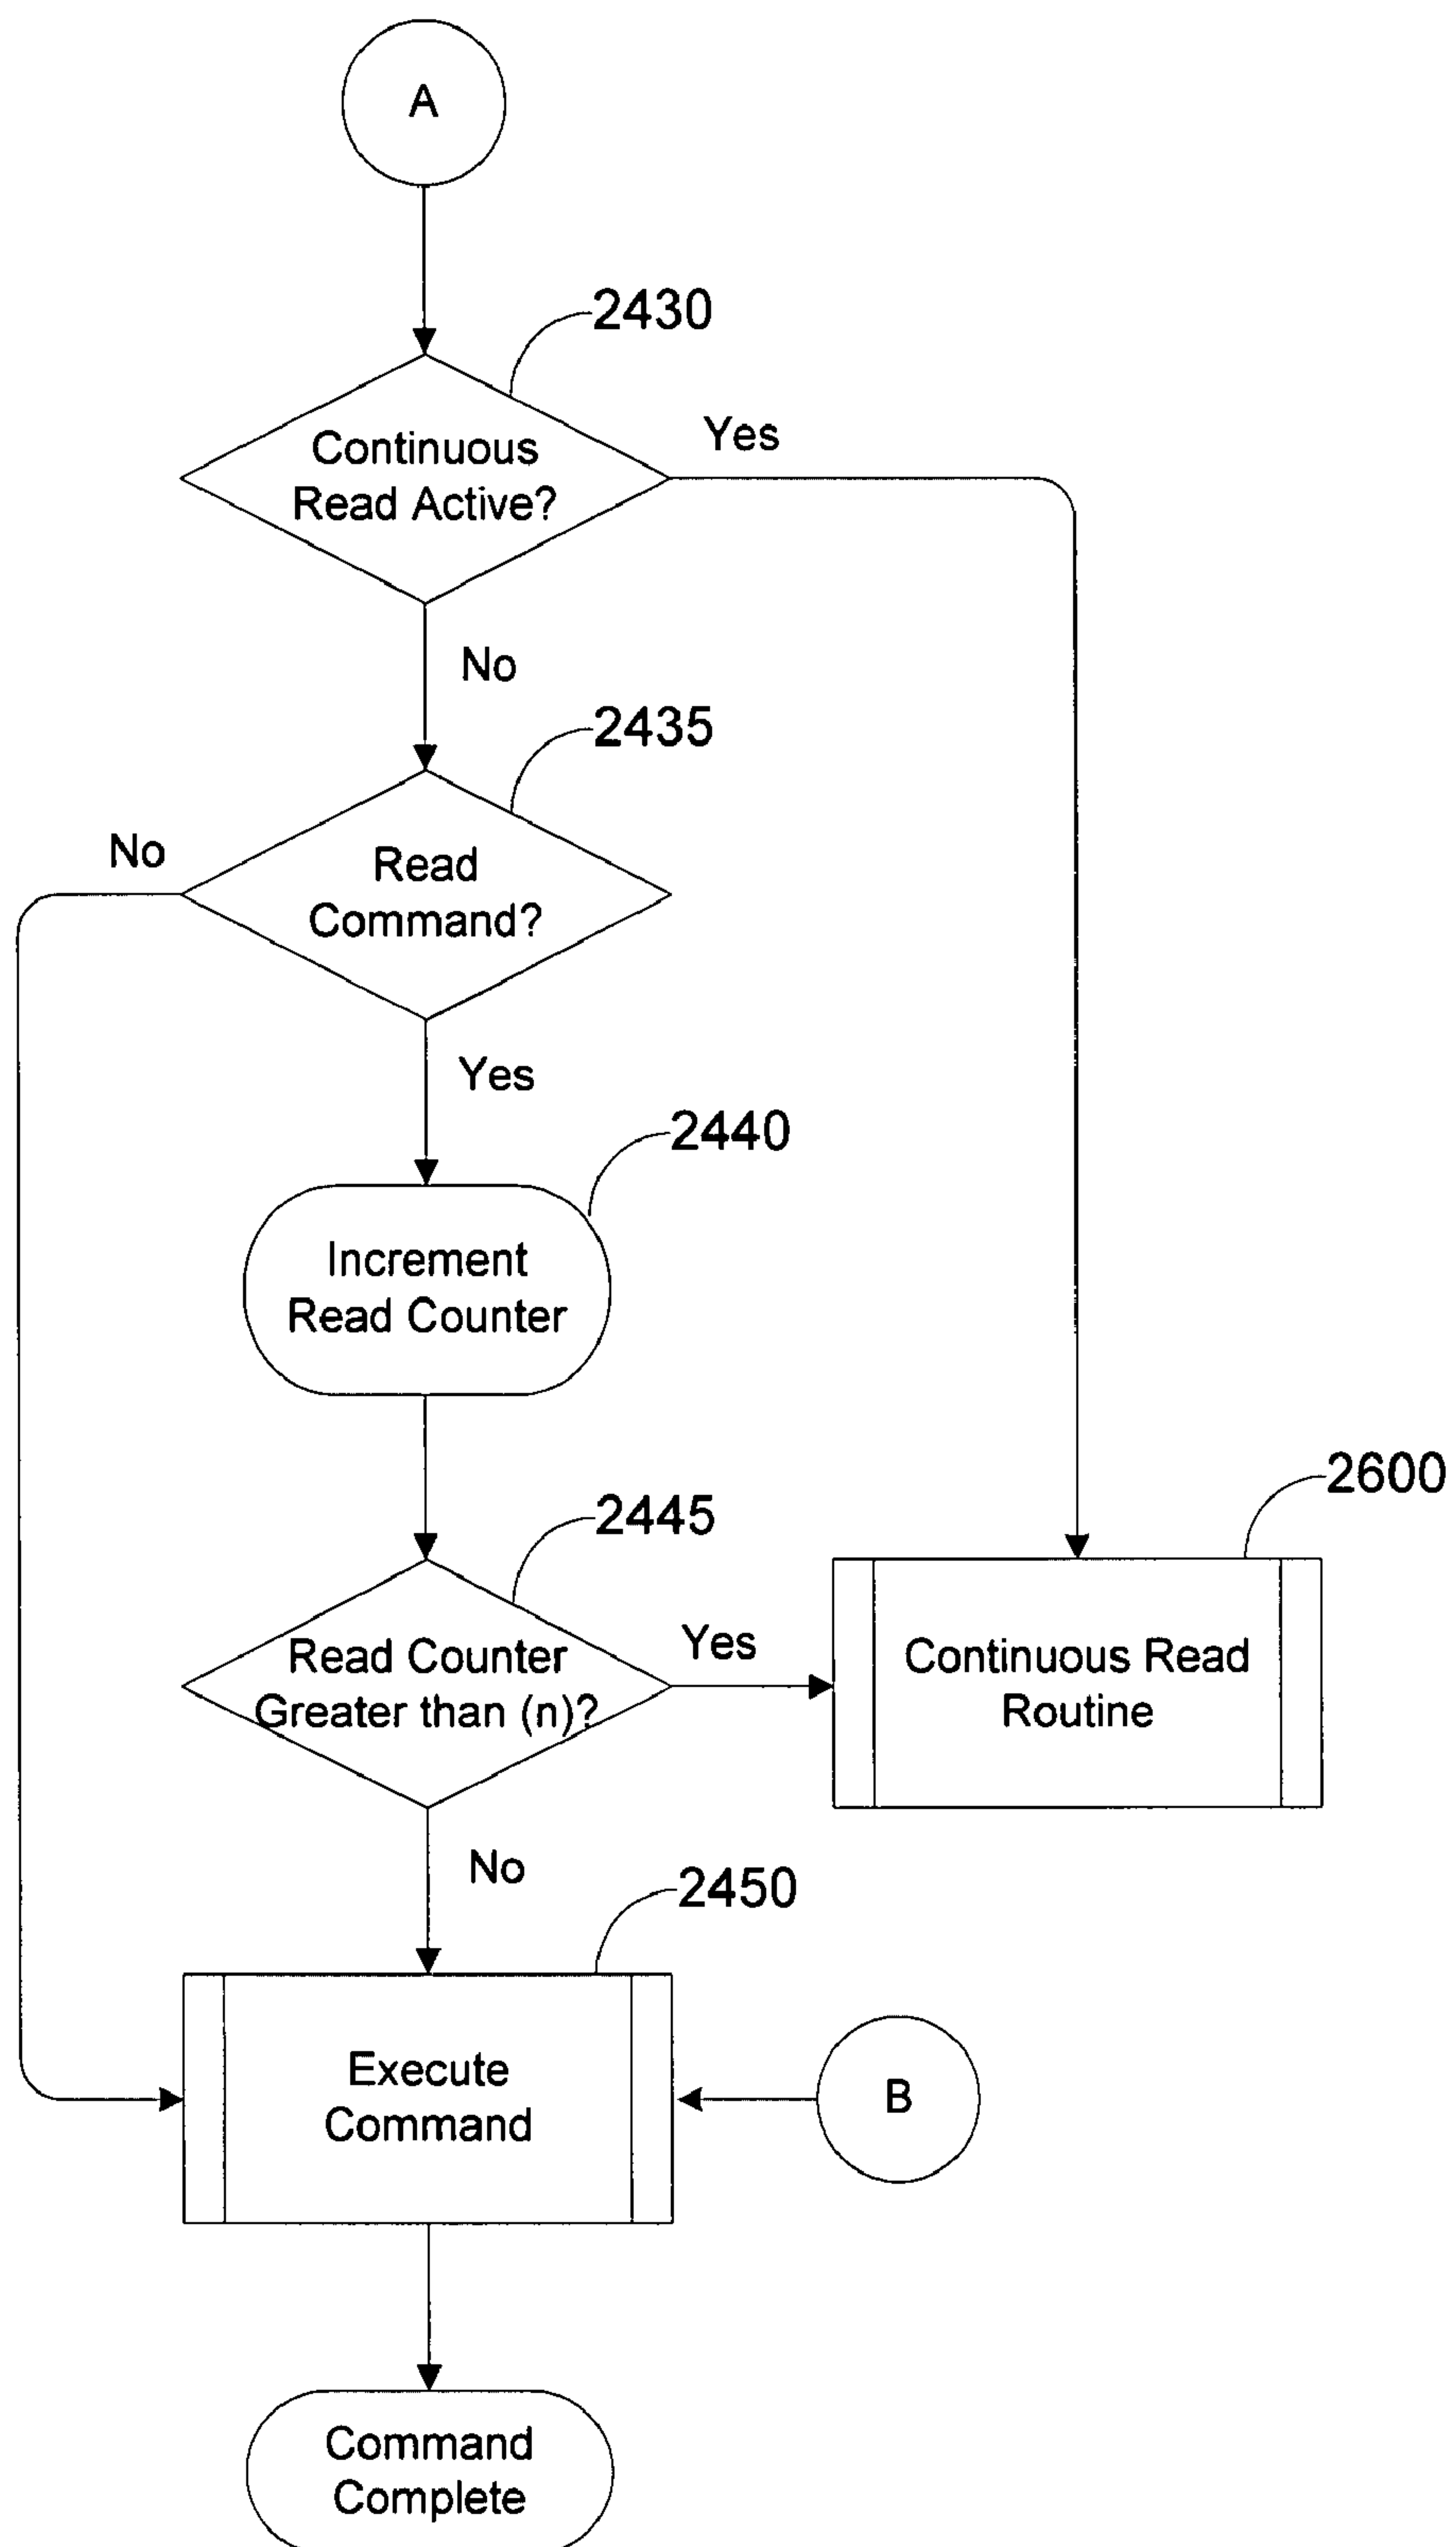 A
2430
Continuous
Read Active?
Yes
No
2435
No
Read
Command?
Yes
2440
Increment
Read Counter
2600
2445
Read Counter
Greater than (n)?
Yes
Continuous Read
Routine
No
2450
Execute
Command
B
Command
Complete